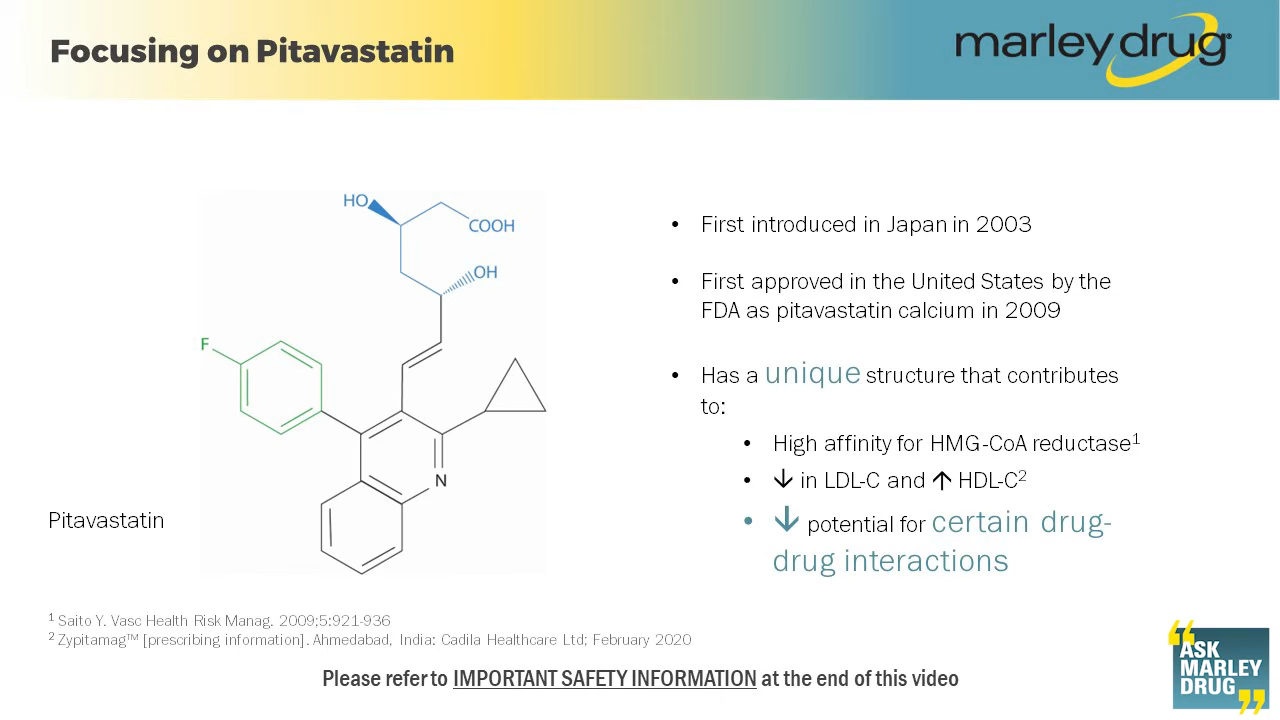 Focusing on Pitavastatin
marley drug®
HO
COOH
OH
F
N
Pitavastatin
• First introduced in Japan in 2003
• First approved in the United States by the
FDA as pitavastatin calcium in 2009
• Has a unique structure that contributes
to:
• High affinity for HMG-CoA reductase¹
• ↓ in LDL-C and ↑ HDL-C²
• ↓ potential for certain drug-
drug interactions
¹ Saito Y. Vasc Health Risk Manag. 2009;5:921-936
² Zypitamag™ [prescribing information]. Ahmedabad, India: Cadila Healthcare Ltd; February 2020
Please refer to IMPORTANT SAFETY INFORMATION at the end of this video
“ASK
MARLEY
DRUG”